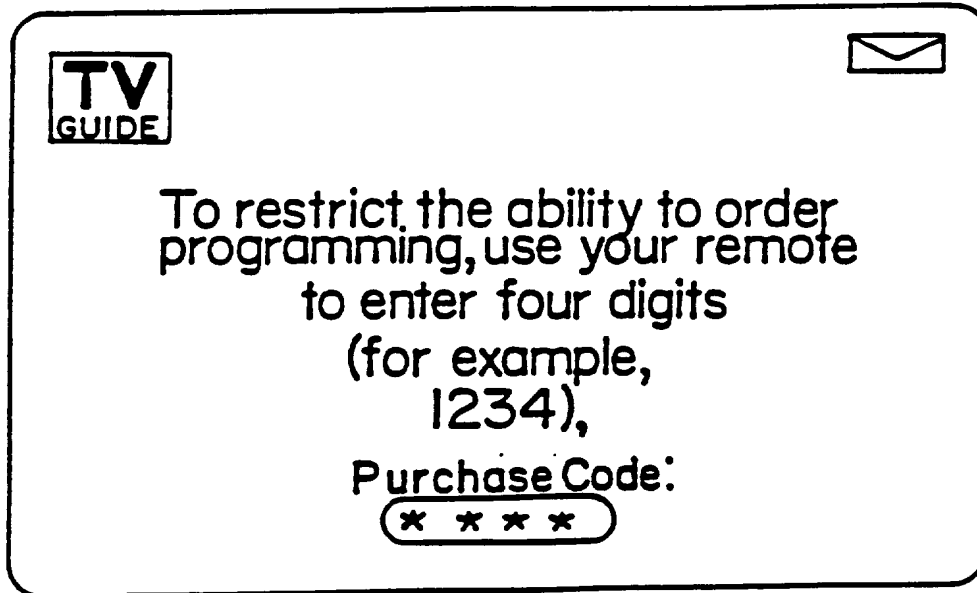 TV
GUIDE
To restrict the ability to order
programming, use your remote
to enter four digits
(for example,
1234),
Purchase Code:
* * * *